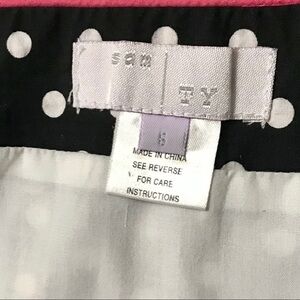 sam
TY
S
MADE IN CHINA
SEE REVERSE
FOR CARE
INSTRUCTIONS